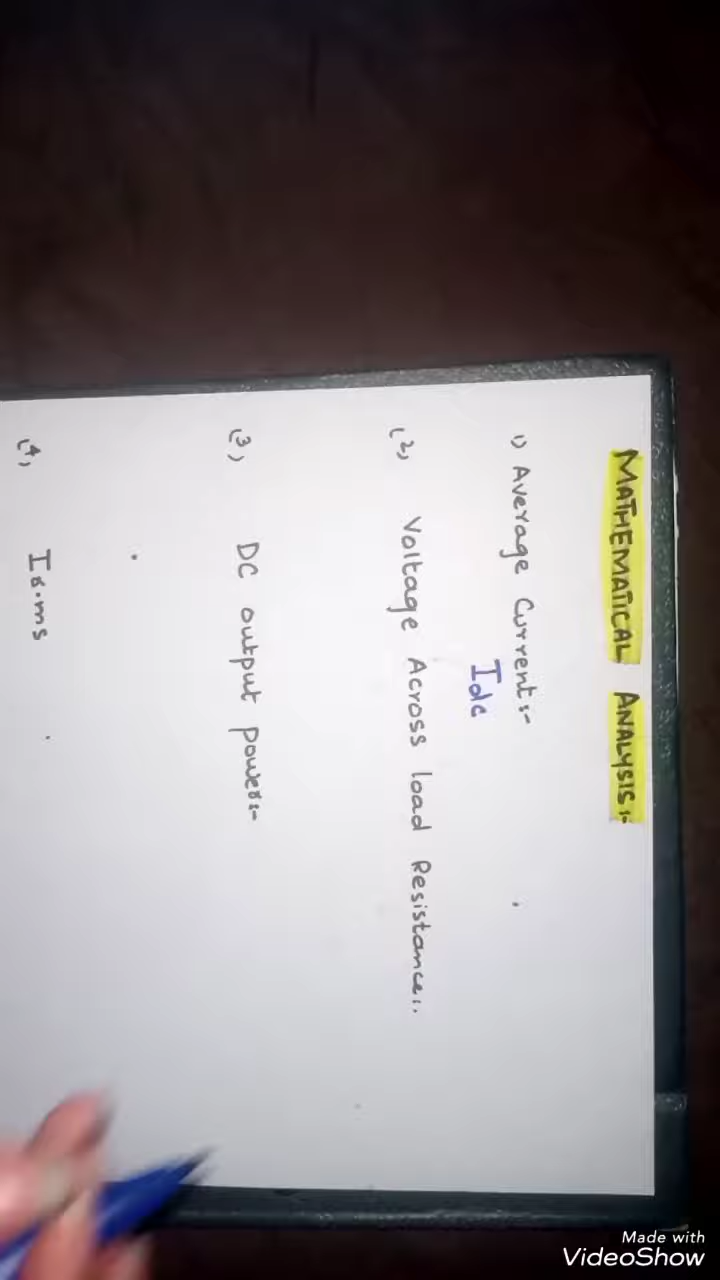 MATHEMATICAL ANALYSIS:-
1) Average Current:-
Idc
(2) Voltage Across load Resistance:.
(3) DC output power:-
(4) Ir.ms
Made with
VideoShow